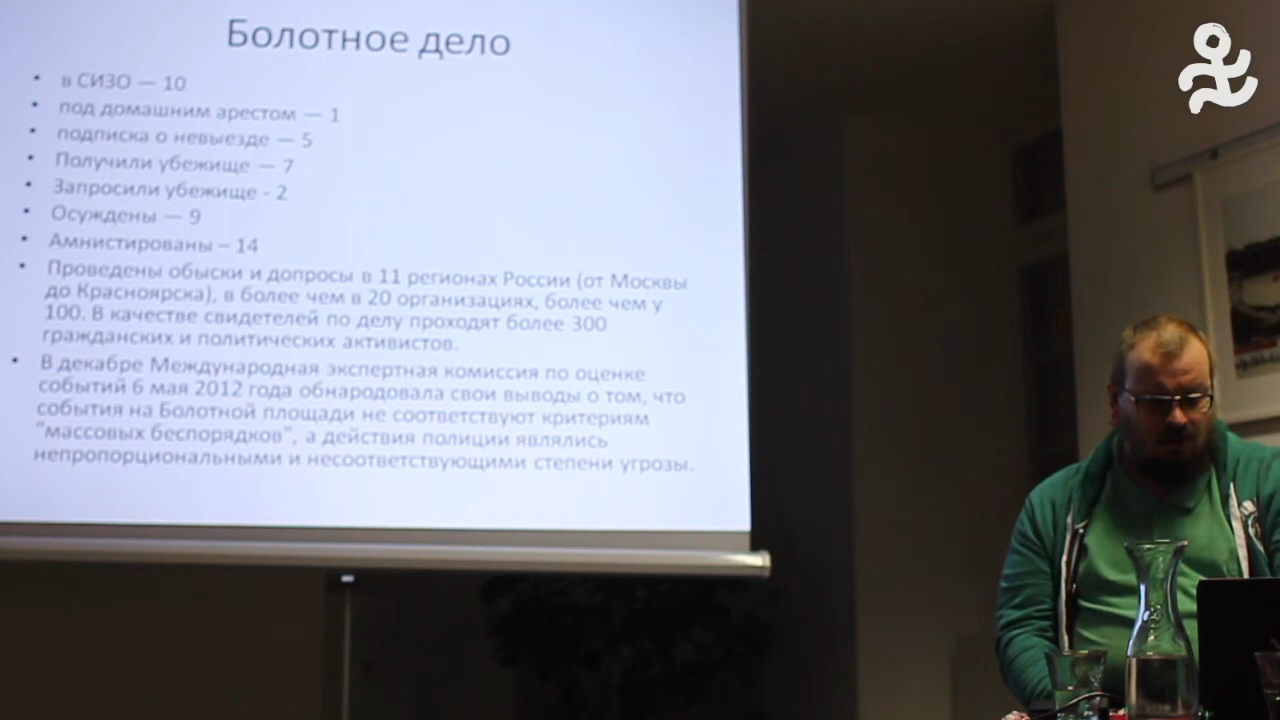 Болотное дело
• в СИЗО — 10
• под домашним арестом — 1
• подписка о невыезде — 5
• Получили убежище — 7
• Запросили убежище - 2
• Осуждены — 9
• Амнистированы – 14
• Проведены обыски и допросы в 11 регионах России (от Москвы
до Красноярска), в более чем в 20 организациях, более чем у
100. В качестве свидетелей по делу проходят более 300
гражданских и политических активистов.
• В декабре Международная экспертная комиссия по оценке
событий 6 мая 2012 года обнародовала свои выводы о том, что
события на Болотной площади не соответствуют критериям
"массовых беспорядков", а действия полиции являлись
непропорциональными и несоответствующими степени угрозы.